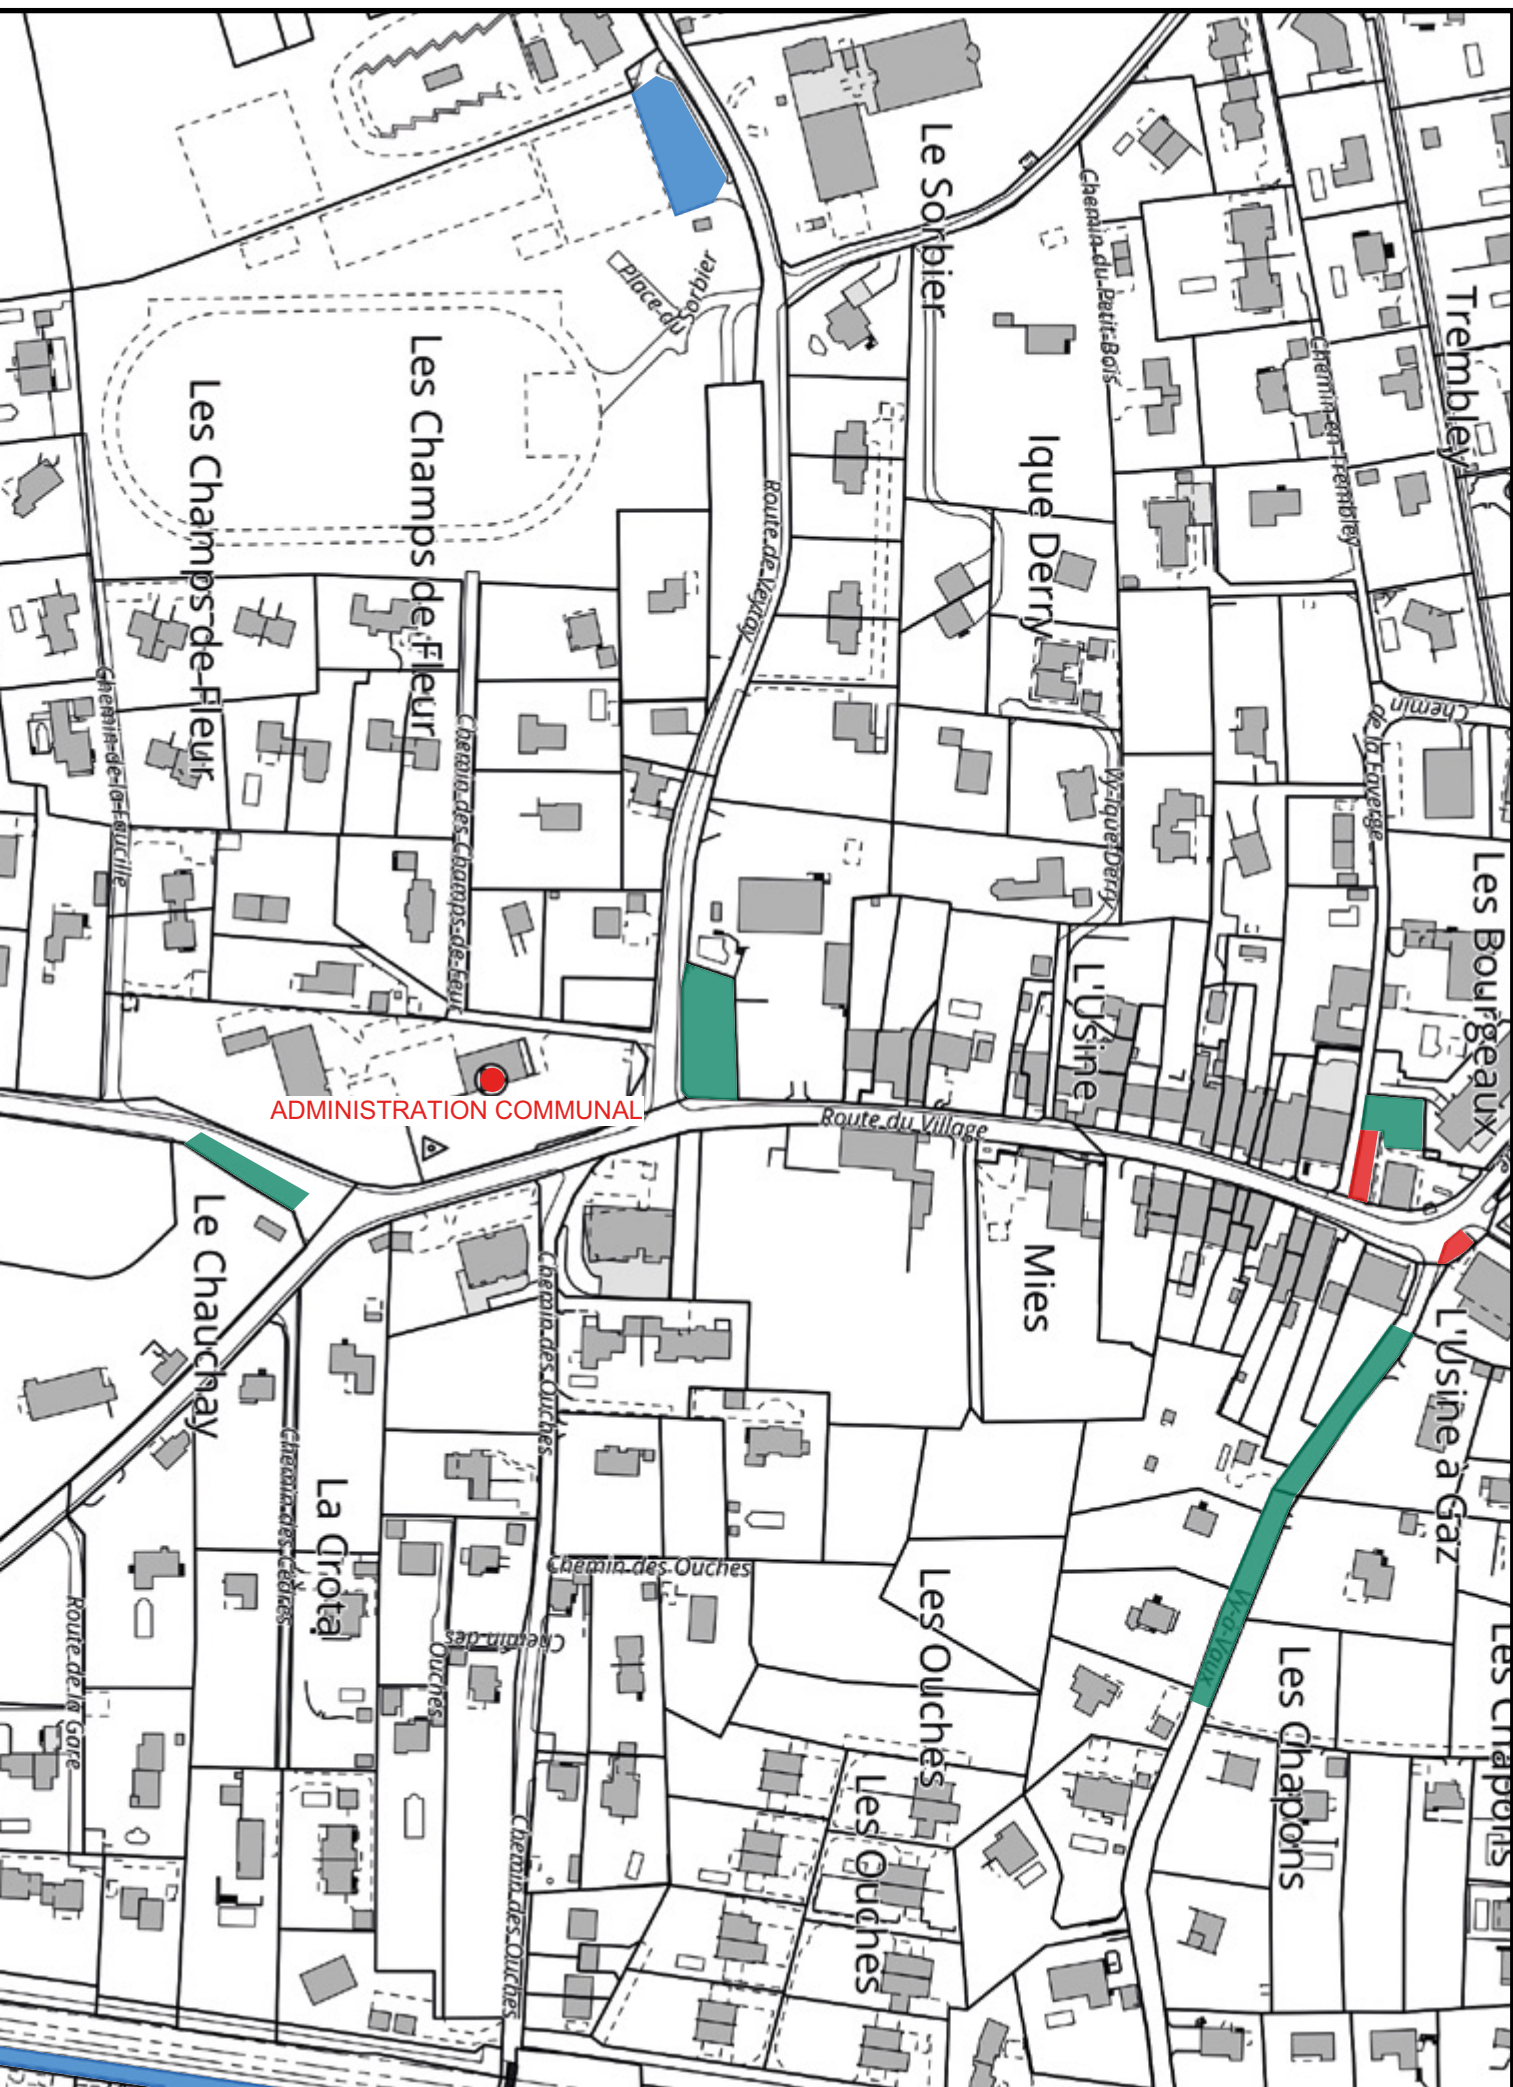 Le Sorbier
Chemin du Petit Bois
Trembley
Chemin en Trembley
Place du Sorbier
Les Champs de Fleur
Les Champs-de-Fleur
Ique Derry
Route de Veytay
Chemin
de la Faverge
Chemin-de-la-Faucille
Chemin-des-Champs-de-Fleur
Vy-Ique-Derry
Les Bourgeaux
L'Usine
ADMINISTRATION COMMUNAL
Route du Village
Le Chauchay
Mies
Chemin des Ouches
L'Usine à Gaz
Chemin-des-Cèdres
La Crota
Chemin des Ouches
Chemin des
Ouches
Les Ouches
Vy-à-Vaux
Route de la Gare
Les Chapons
Les Chapons
Les Ouches
Chemin des Ouches